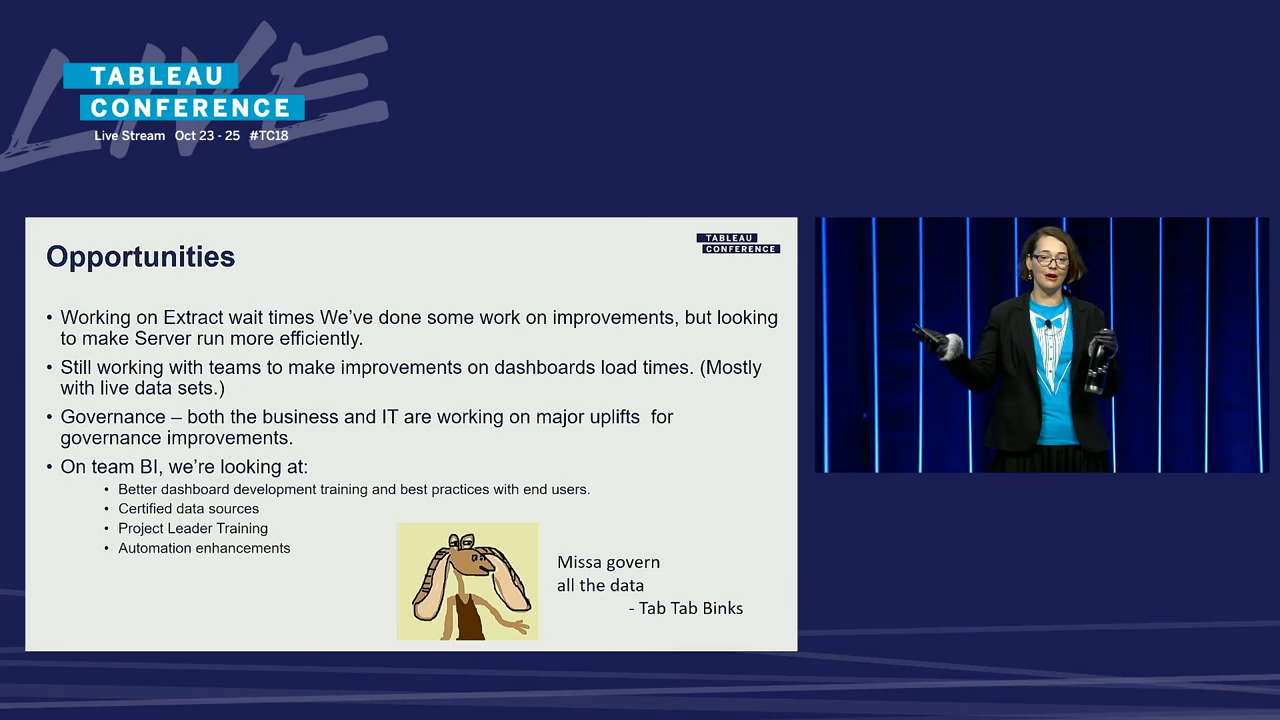 LIVE
TABLEAU
CONFERENCE
Live Stream Oct 23 - 25 #TC18
TABLEAU
CONFERENCE
Opportunities
• Working on Extract wait times We've done some work on improvements, but looking
to make Server run more efficiently.
• Still working with teams to make improvements on dashboards load times. (Mostly
with live data sets.)
• Governance – both the business and IT are working on major uplifts for
governance improvements.
• On team BI, we're looking at:
• Better dashboard development training and best practices with end users.
• Certified data sources
• Project Leader Training
• Automation enhancements
Missa govern
all the data
- Tab Tab Binks